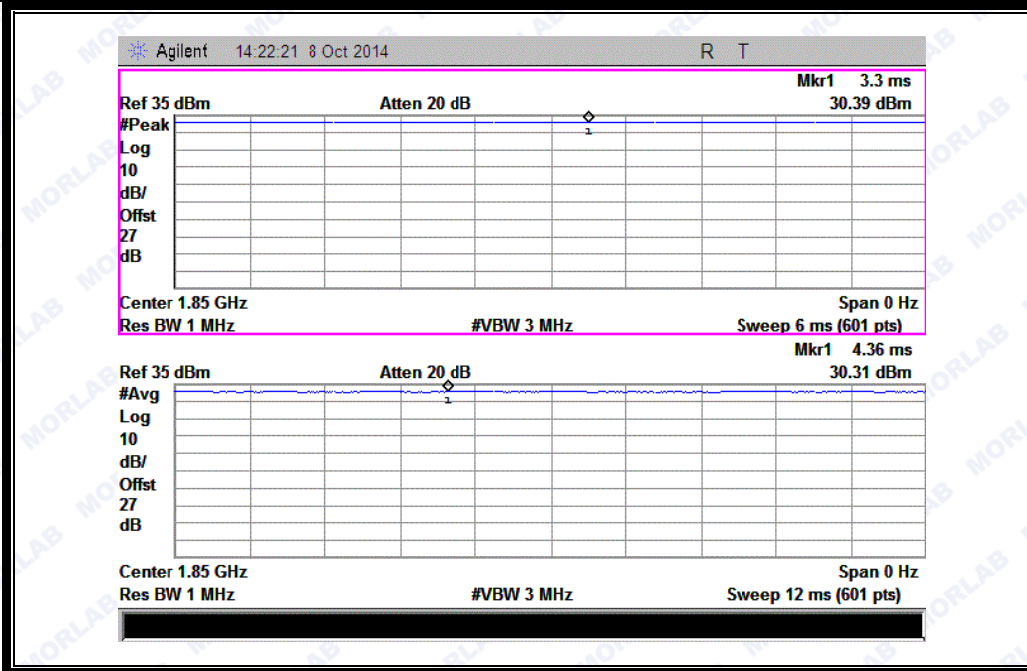 Agilent 14:22:21 8 Oct 2014 R T
Mkr1 3.3 ms
Ref 35 dBm Atten 20 dB 30.39 dBm
#Peak
1
Log
10
dB/
Offst
27
dB
Center 1.85 GHz Span 0 Hz
Res BW 1 MHz #VBW 3 MHz Sweep 6 ms (601 pts)
Mkr1 4.36 ms
Ref 35 dBm Atten 20 dB 30.31 dBm
#Avg
1
Log
10
dB/
Offst
27
dB
Center 1.85 GHz Span 0 Hz
Res BW 1 MHz #VBW 3 MHz Sweep 12 ms (601 pts)
MORLAB